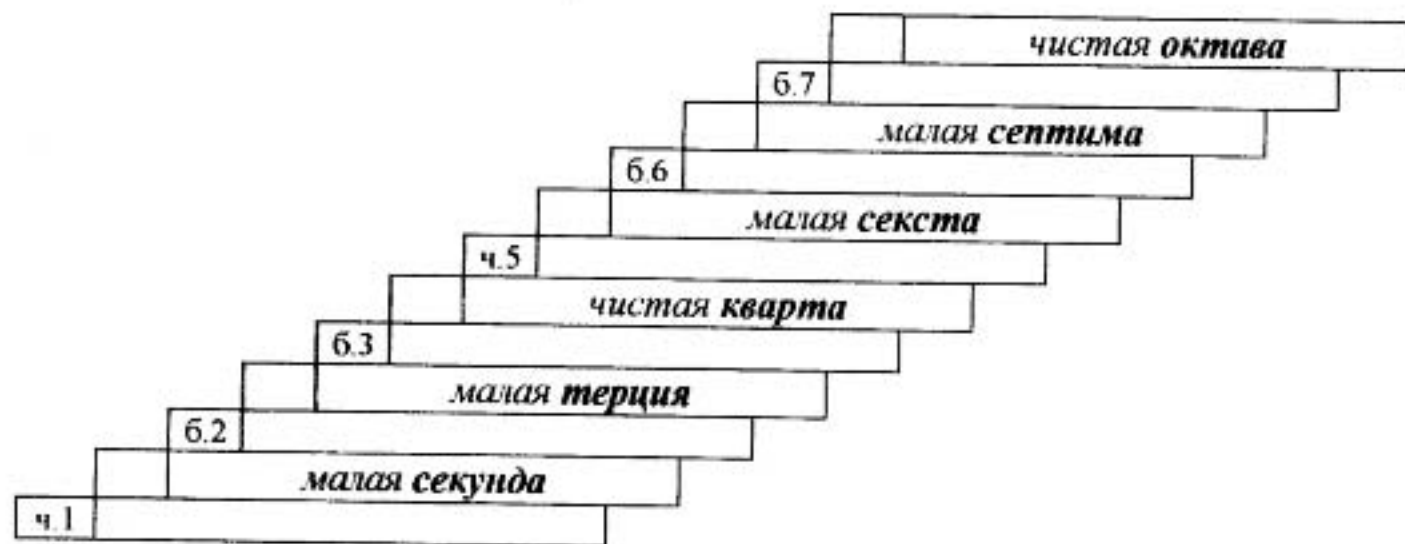 чистая октава
б.7
малая септима
б.6
малая секста
ч.5
чистая кварта
б.3
малая терция
б.2
малая секунда
ч.1